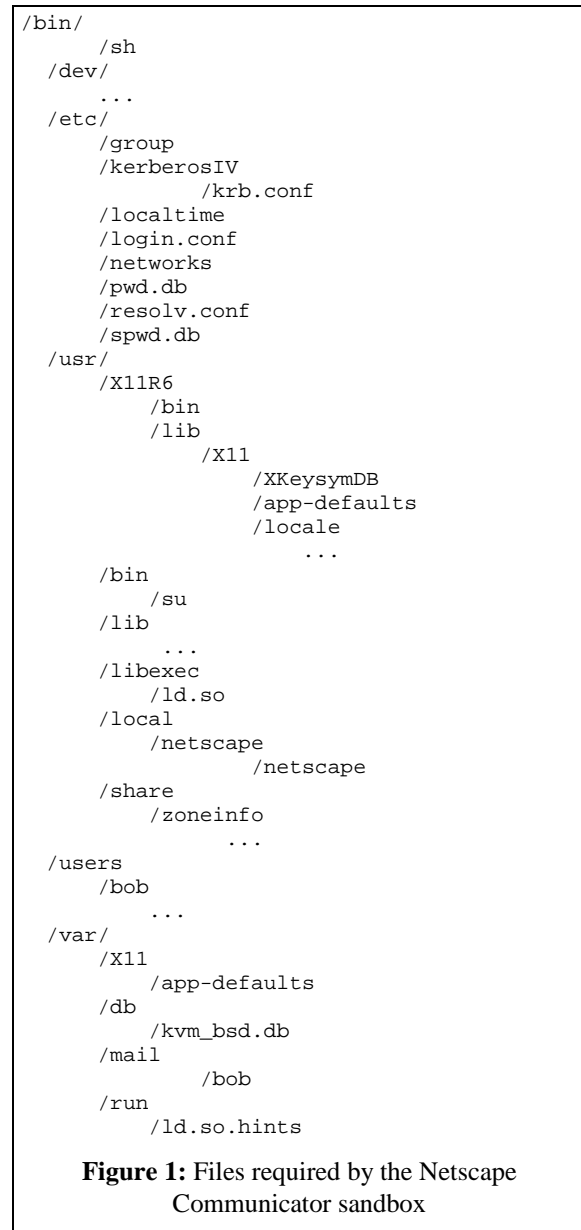 /bin/
/sh
/dev/
...
/etc/
/group
/kerberosIV
/krb.conf
/localtime
/login.conf
/networks
/pwd.db
/resolv.conf
/spwd.db
/usr/
/X11R6
/bin
/lib
/X11
/XKeysymDB
/app-defaults
/locale
...
/bin
/su
/lib
...
/libexec
/ld.so
/local
/netscape
/netscape
/share
/zoneinfo
...
/users
/bob
...
/var/
/X11
/app-defaults
/db
/kvm_bsd.db
/mail
/bob
/run
/ld.so.hints
Figure 1: Files required by the Netscape
Communicator sandbox